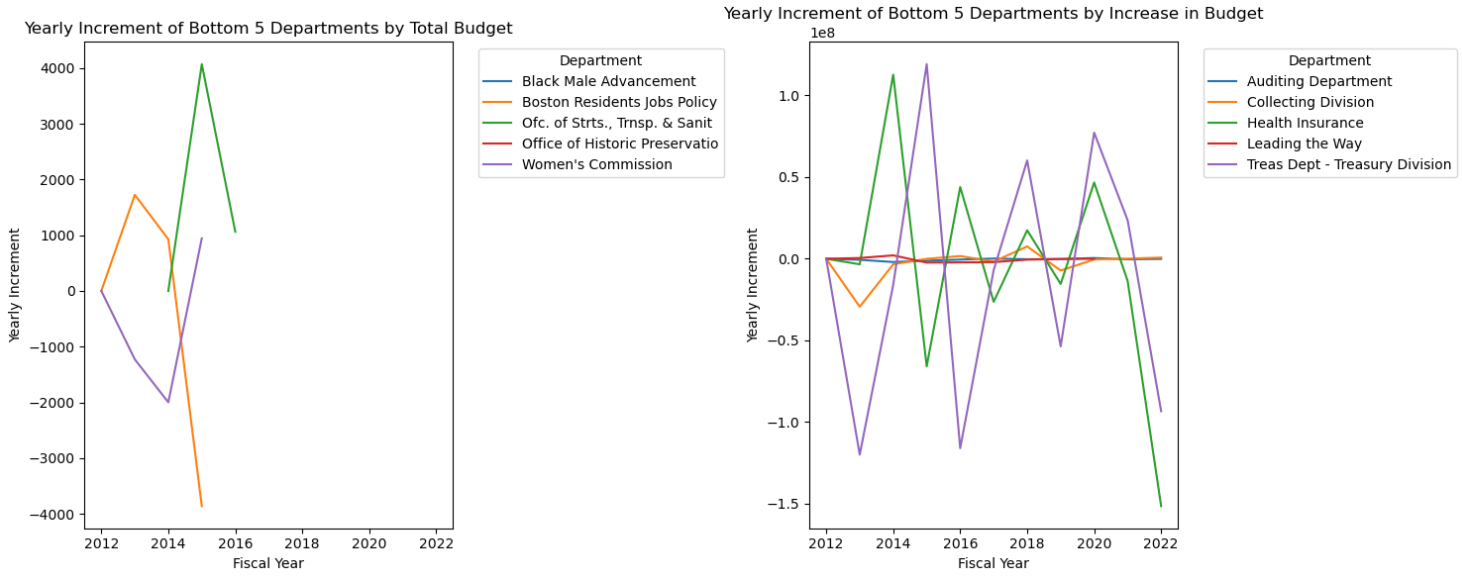 Yearly Increment of Bottom 5 Departments by Total Budget
Yearly Increment
4000
3000
2000
1000
0
−1000
−2000
−3000
−4000
2012 2014 2016 2018 2020 2022
Fiscal Year
Department
Black Male Advancement
Boston Residents Jobs Policy
Ofc. of Strts., Trnsp. & Sanit
Office of Historic Preservatio
Women's Commission
Yearly Increment of Bottom 5 Departments by Increase in Budget
1e8
Yearly Increment
1.0
0.5
0.0
−0.5
−1.0
−1.5
2012 2014 2016 2018 2020 2022
Fiscal Year
Department
Auditing Department
Collecting Division
Health Insurance
Leading the Way
Treas Dept - Treasury Division